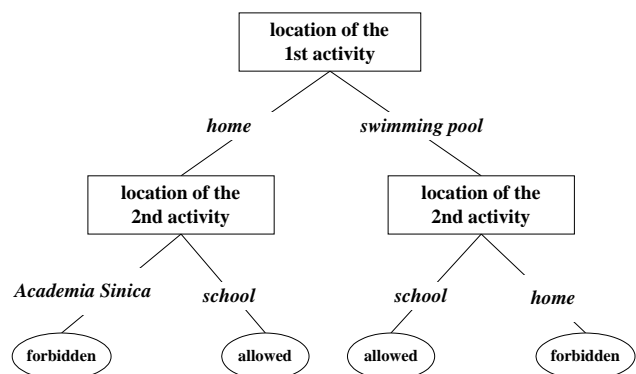 location of the
1st activity
home
swimming pool
location of the
2nd activity
location of the
2nd activity
Academia Sinica
school
school
home
forbidden
allowed
allowed
forbidden